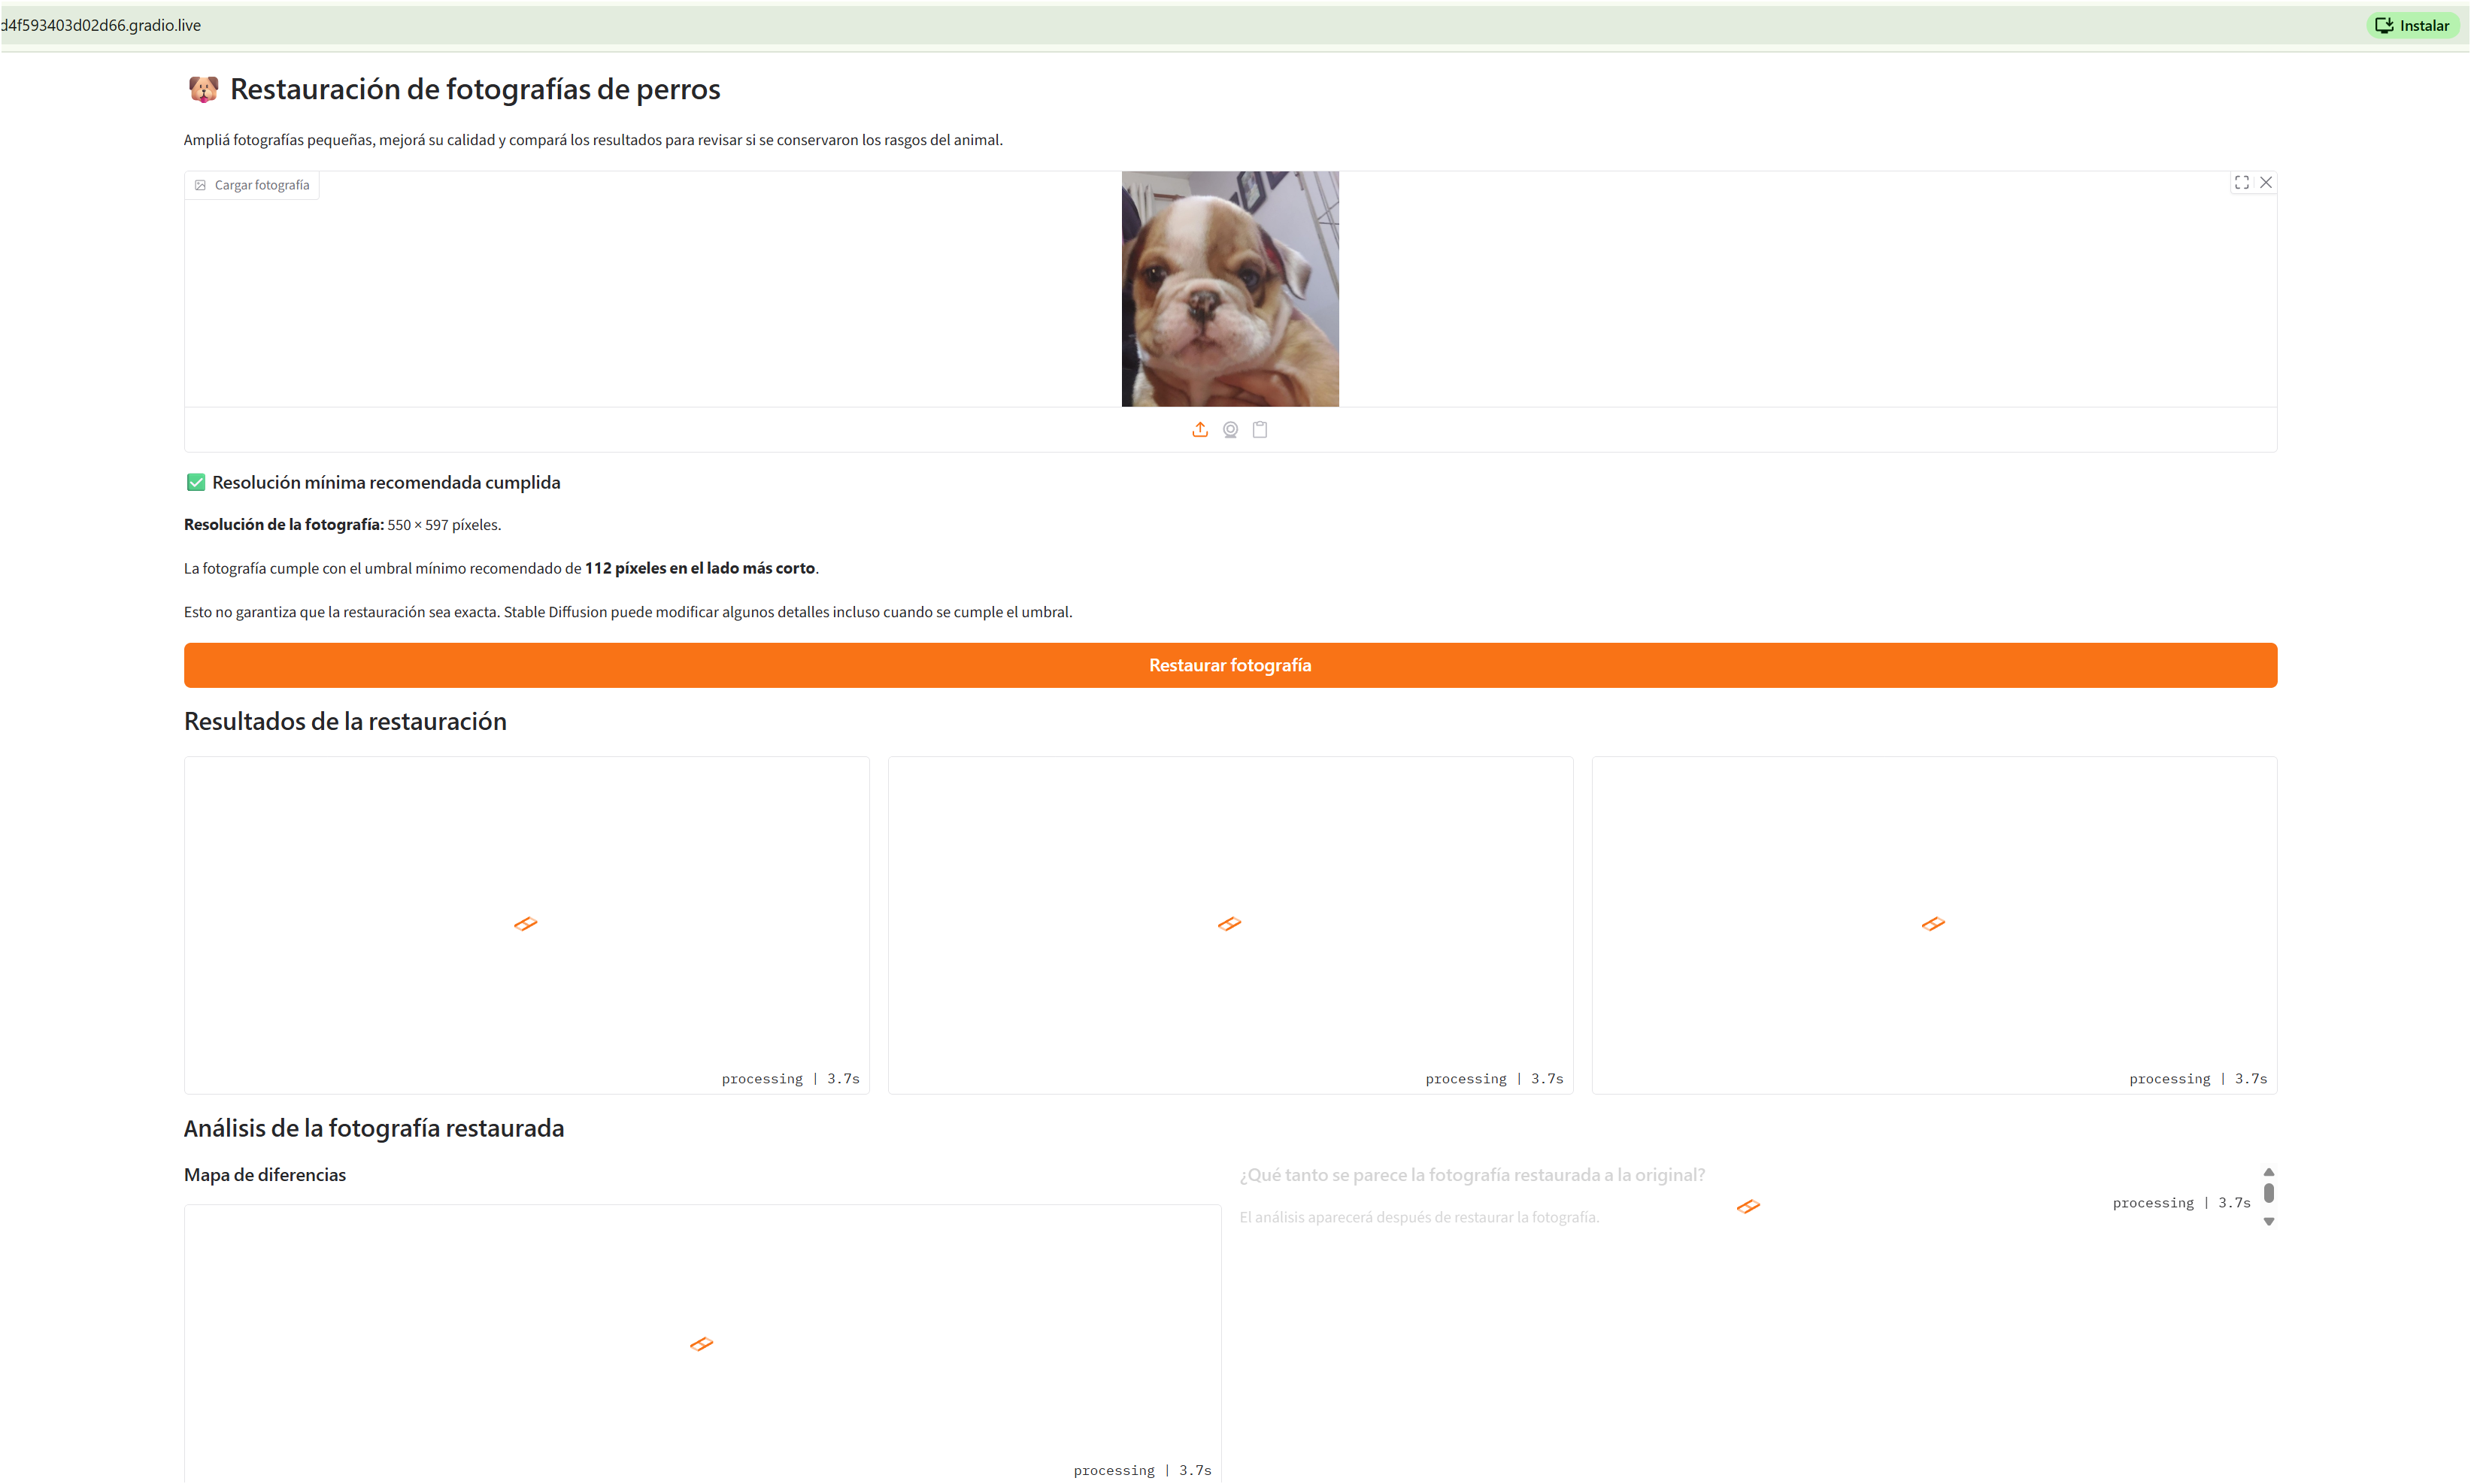 d4f593403d02d66.gradio.live
Instalar
Restauración de fotografías de perros
Ampliá fotografías pequeñas, mejorá su calidad y compará los resultados para revisar si se conservaron los rasgos del animal.
Cargar fotografía
Resolución mínima recomendada cumplida
Resolución de la fotografía: 550 × 597 píxeles.
La fotografía cumple con el umbral mínimo recomendado de 112 píxeles en el lado más corto.
Esto no garantiza que la restauración sea exacta. Stable Diffusion puede modificar algunos detalles incluso cuando se cumple el umbral.
Restaurar fotografía
Resultados de la restauración
processing | 3.7s
processing | 3.7s
processing | 3.7s
Análisis de la fotografía restaurada
Mapa de diferencias
¿Qué tanto se parece la fotografía restaurada a la original?
processing | 3.7s
El análisis aparecerá después de restaurar la fotografía.
processing | 3.7s